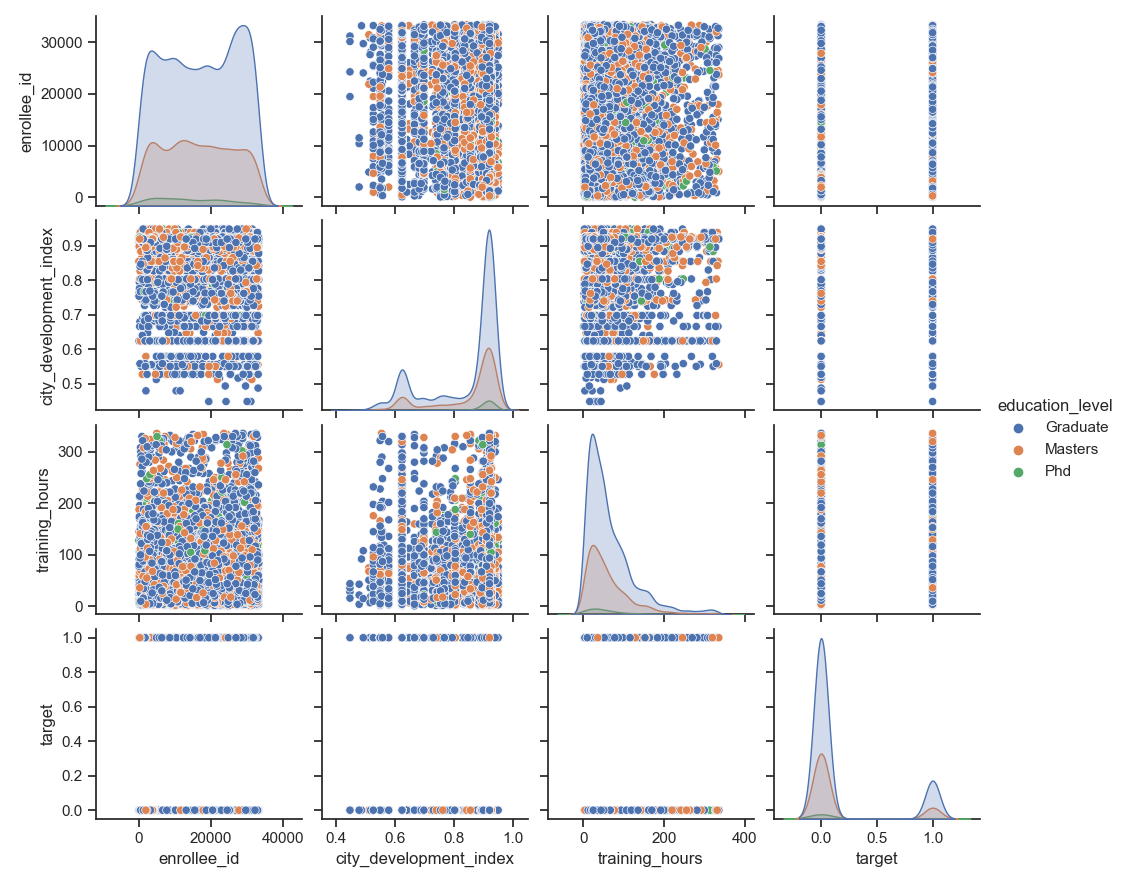 enrollee_id
30000
20000
10000
0
city_development_index
0.9
0.8
0.7
0.6
0.5
education_level
Graduate
Masters
Phd
training_hours
300
200
100
0
target
1.0
0.8
0.6
0.4
0.2
0.0
0 20000 40000
0.4 0.6 0.8 1.0
0 200 400
0.0 0.5 1.0
enrollee_id
city_development_index
training_hours
target